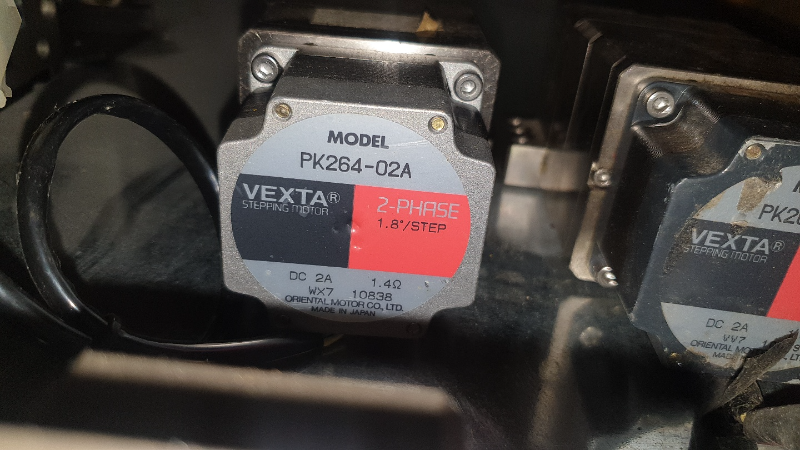 MODEL
PK264-02A
VEXTA®
STEPPING MOTOR
2-PHASE
1.8°/STEP
DC 2A 1.4Ω
WX7 10838
ORIENTAL MOTOR CO., LTD.
MADE IN JAPAN
VEXTA®
STEPPING MOTOR
DC 2A
VV7